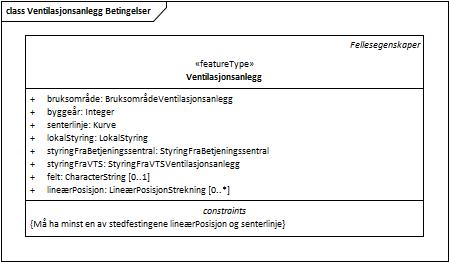 class Ventilasjonsanlegg Betingelser
Fellesegenskaper
«featureType»
Ventilasjonsanlegg
+ bruksområde: BruksområdeVentilasjonsanlegg
+ byggeår: Integer
+ senterlinje: Kurve
+ lokalStyring: LokalStyring
+ styringFraBetjeningssentral: StyringFraBetjeningssentral
+ styringFraVTS: StyringFraVTSVentilasjonsanlegg
+ felt: CharacterString [0..1]
+ lineærPosisjon: LineærPosisjonStrekning [0..*]
constraints
{Må ha minst en av stedfestingene lineærPosisjon og senterlinje}